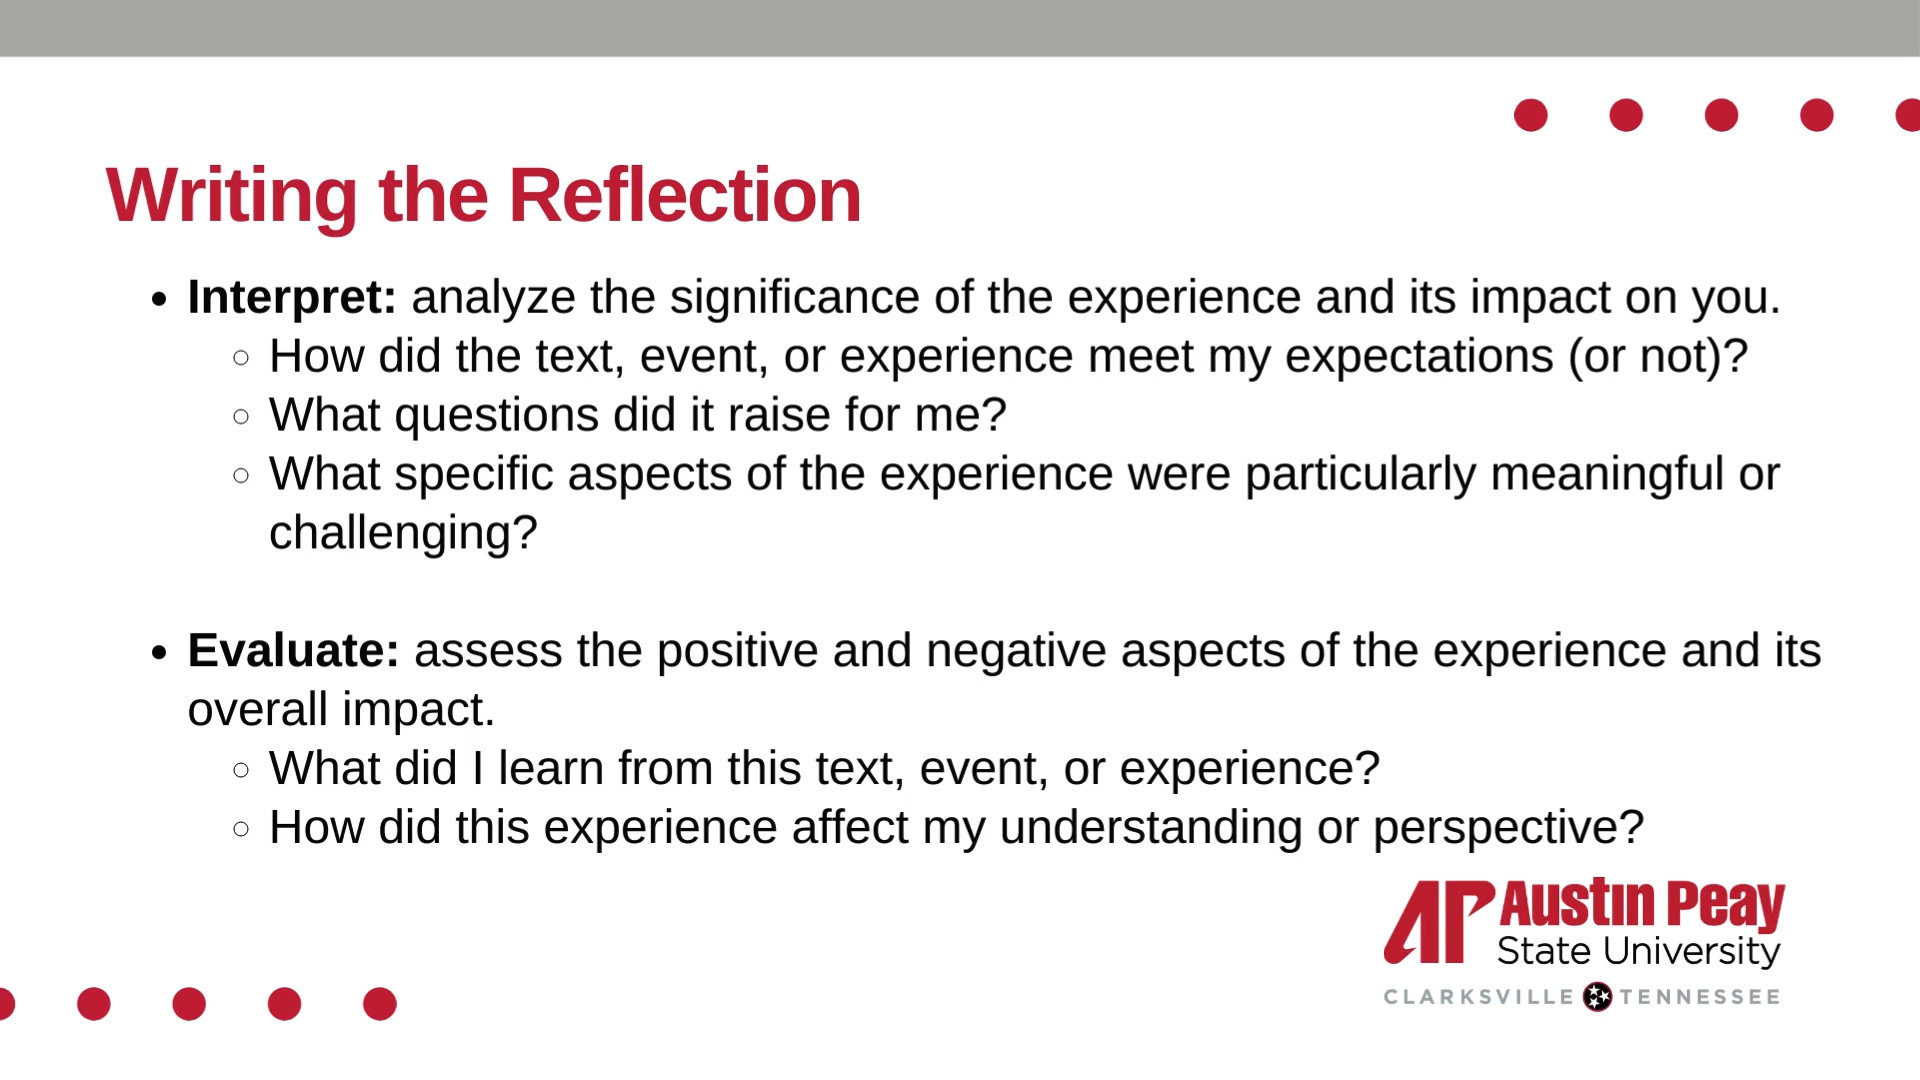 Writing the Reflection
• Interpret: analyze the significance of the experience and its impact on you.
○ How did the text, event, or experience meet my expectations (or not)?
○ What questions did it raise for me?
○ What specific aspects of the experience were particularly meaningful or
challenging?
• Evaluate: assess the positive and negative aspects of the experience and its
overall impact.
○ What did I learn from this text, event, or experience?
○ How did this experience affect my understanding or perspective?
AP Austin Peay
State University
CLARKSVILLE TENNESSEE